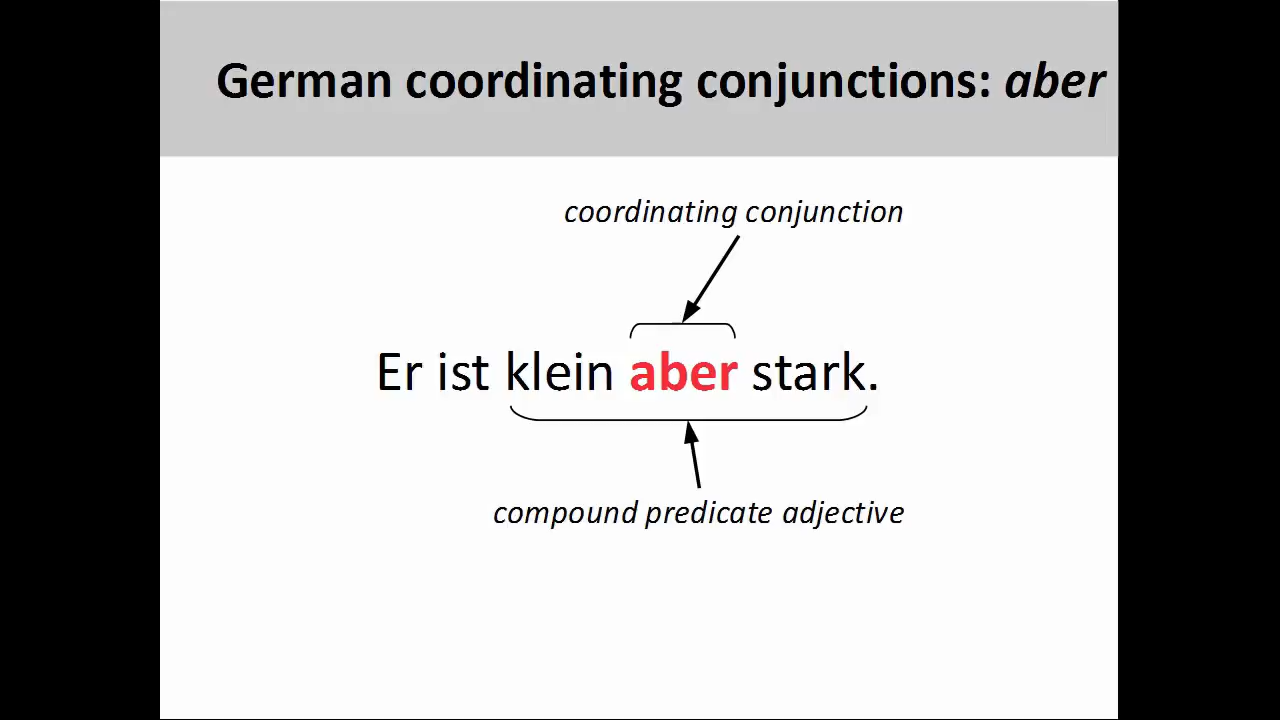 German coordinating conjunctions: aber
coordinating conjunction
Er ist klein aber stark.
compound predicate adjective